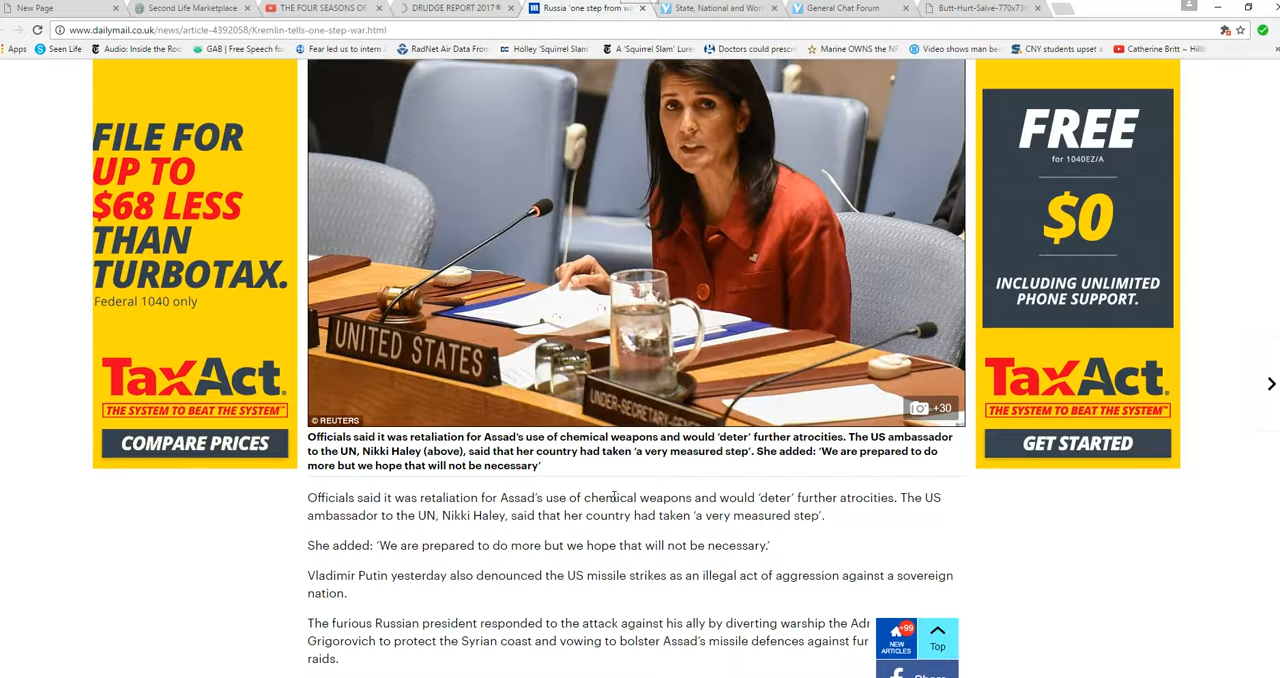 New Page
Second Life Marketplace
THE FOUR SEASONS OF
DRUDGE REPORT 2017®
Russia 'one step from wa
State, National and Worl
General Chat Forum
Butt-Hurt-Salve-770x73
www.dailymail.co.uk/news/article-4392058/Kremlin-tells-one-step-war.html
Apps
Seen Life
Audio: Inside the Roo
GAB | Free Speech fo
Fear led us to intern J
RadNet Air Data From
Holley 'Squirrel Slam'
A 'Squirrel Slam' Lure
Doctors could prescri
Marine OWNS the NF
Video shows man bei
CNY students upset a
Catherine Britt ~ Hill
FILE FOR
UP TO
$68 LESS
THAN
TURBOTAX.
Federal 1040 only
TaxAct
THE SYSTEM TO BEAT THE SYSTEM
COMPARE PRICES
UNITED STATES
UNDER-SECRETARY-GENER
© REUTERS
+30
FREE
for 1040EZ/A
$0
INCLUDING UNLIMITED
PHONE SUPPORT.
TaxAct
THE SYSTEM TO BEAT THE SYSTEM
GET STARTED
Officials said it was retaliation for Assad's use of chemical weapons and would 'deter' further atrocities. The US ambassador
to the UN, Nikki Haley (above), said that her country had taken 'a very measured step'. She added: 'We are prepared to do
more but we hope that will not be necessary'
Officials said it was retaliation for Assad's use of chemical weapons and would 'deter' further atrocities. The US
ambassador to the UN, Nikki Haley, said that her country had taken 'a very measured step'.
She added: 'We are prepared to do more but we hope that will not be necessary.'
Vladimir Putin yesterday also denounced the US missile strikes as an illegal act of aggression against a sovereign
nation.
The furious Russian president responded to the attack against his ally by diverting warship the Adr
Grigorovich to protect the Syrian coast and vowing to bolster Assad's missile defences against fur
raids.
+99
NEW
ARTICLES
Top
Share